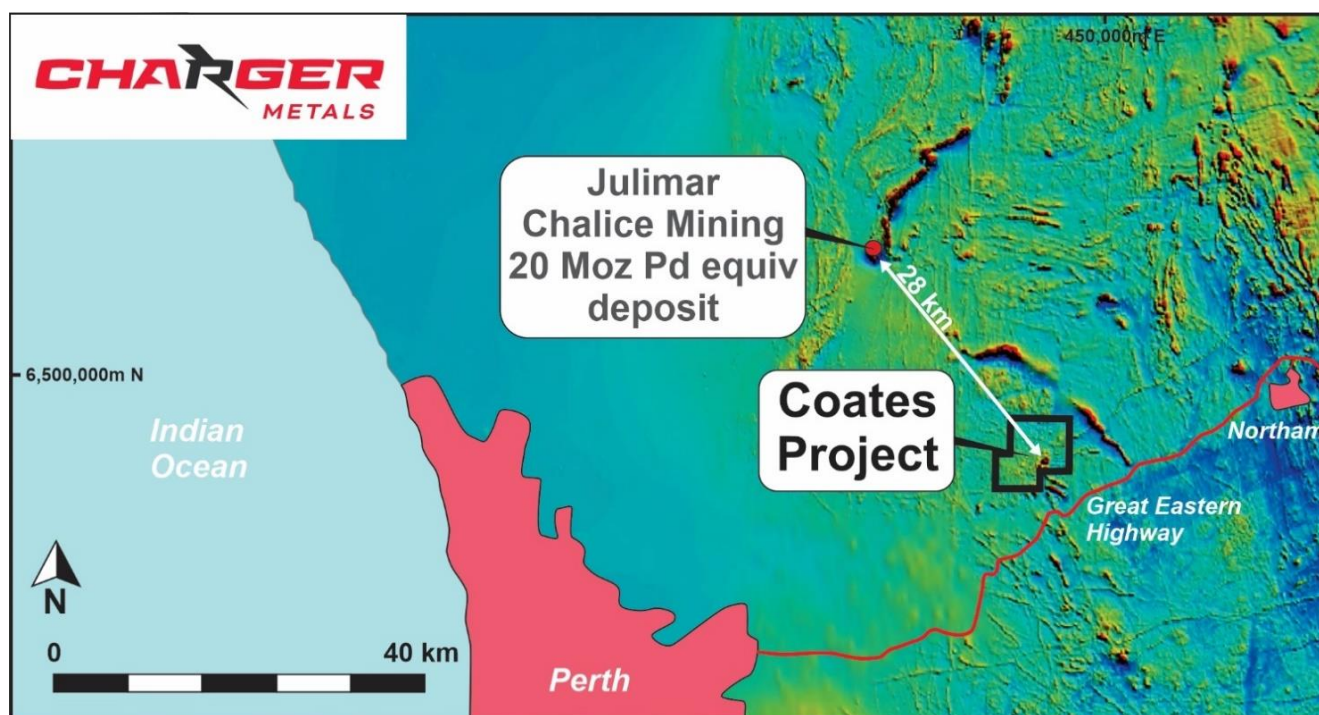 CHARGER
METALS
450,000m E
Julimar
Chalice Mining
20 Moz Pd equiv
deposit
28 km
6,500,000m N
Coates
Project
Indian
Ocean
Northam
Great Eastern
Highway
N
0
40 km
Perth